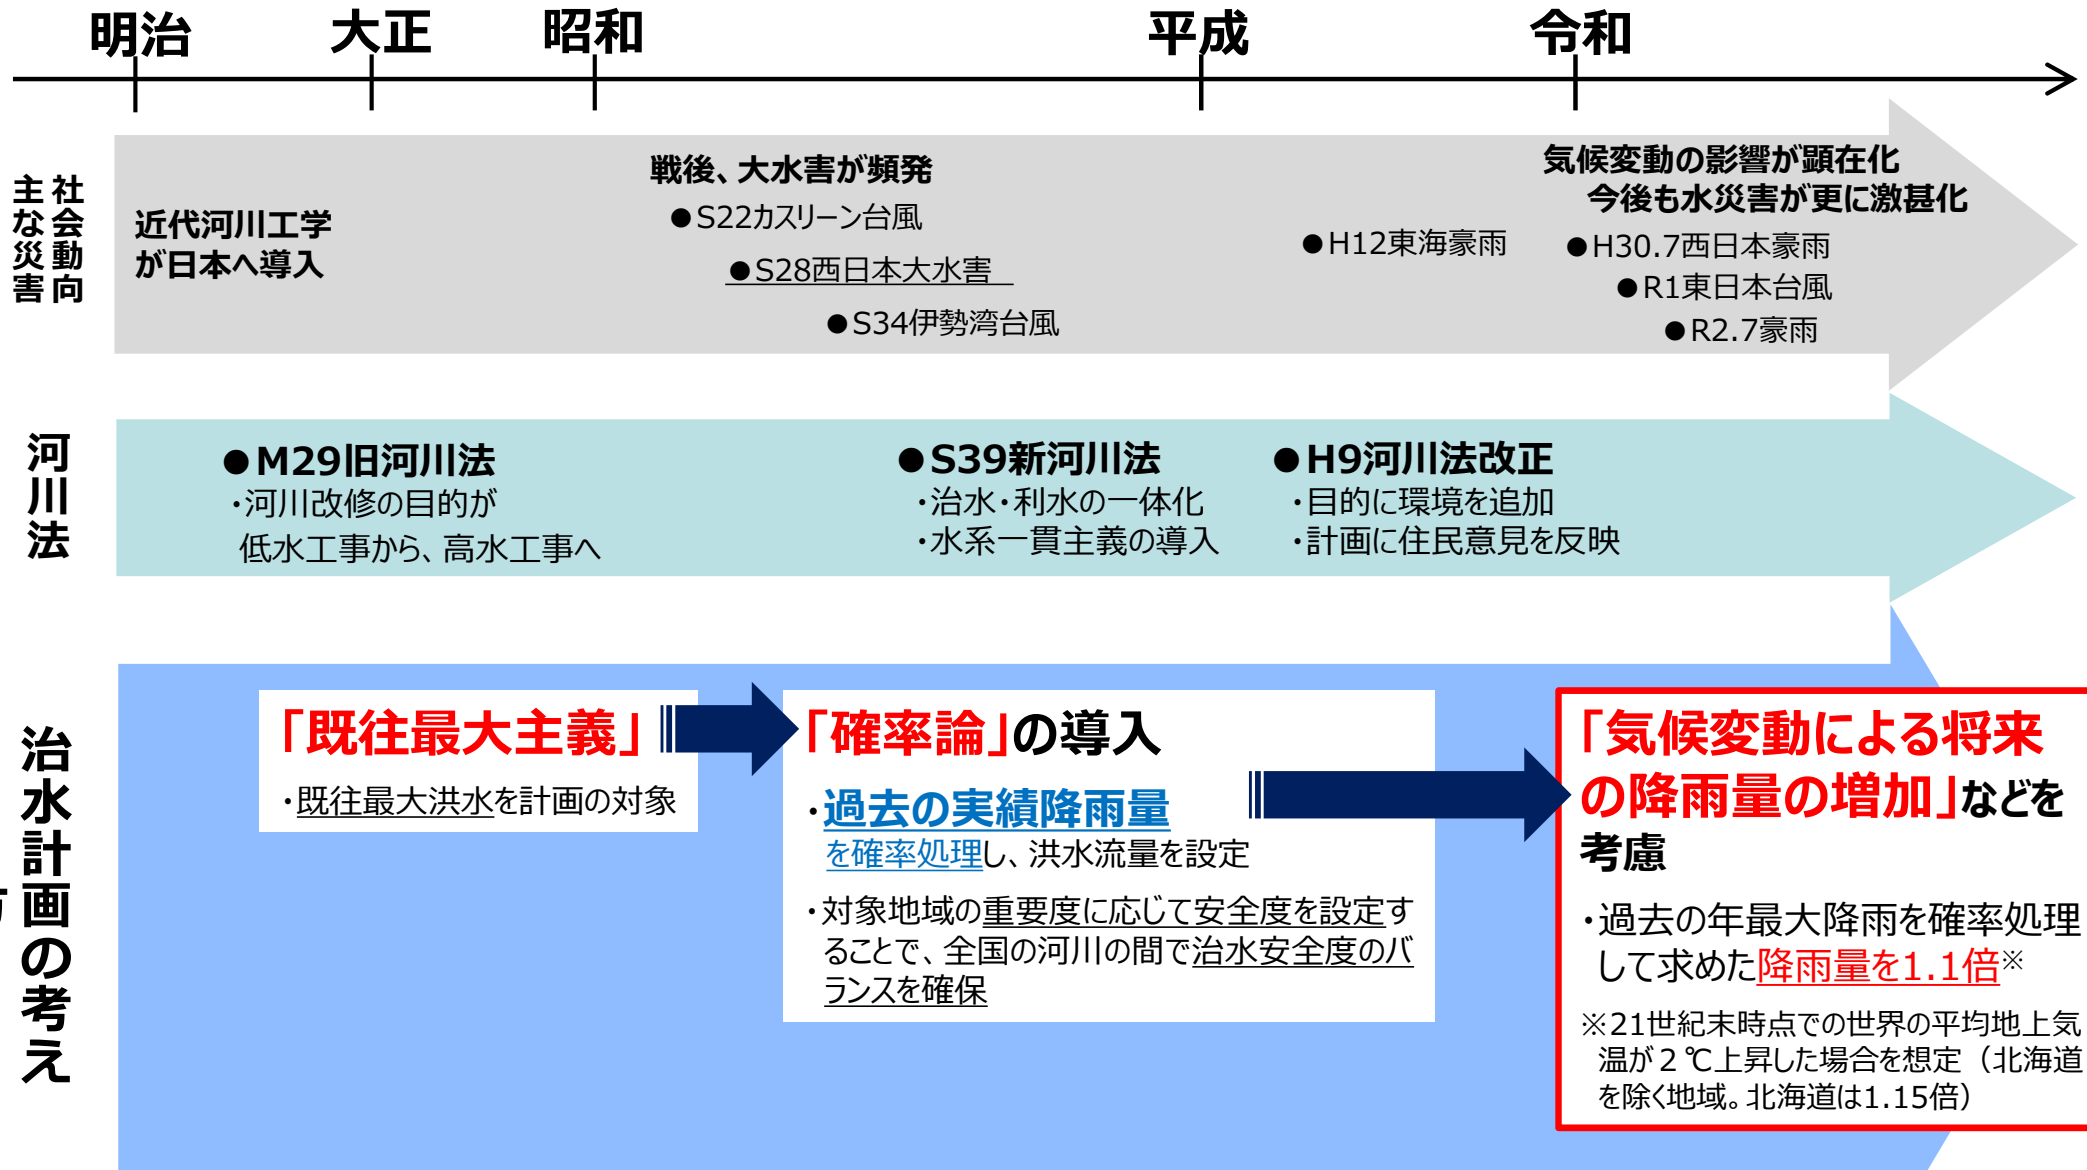 明治
大正
昭和
平成
令和
社会動向
主な災害
近代河川工学
が日本へ導入
戦後、大水害が頻発
●S22カスリーン台風
●S28西日本大水害
●S34伊勢湾台風
●H12東海豪雨
気候変動の影響が顕在化
今後も水災害が更に激甚化
●H30.7西日本豪雨
●R1東日本台風
●R2.7豪雨
河川法
●M29旧河川法
・河川改修の目的が
低水工事から、高水工事へ
●S39新河川法
・治水・利水の一体化
・水系一貫主義の導入
●H9河川法改正
・目的に環境を追加
・計画に住民意見を反映
治水計画の考え
「既往最大主義」
・既往最大洪水を計画の対象
「確率論」の導入
・過去の実績降雨量
を確率処理し、洪水流量を設定
・対象地域の重要度に応じて安全度を設定す
ることで、全国の河川の間で治水安全度のバ
ランスを確保
「気候変動による将来
の降雨量の増加」などを
考慮
・過去の年最大降雨を確率処理
して求めた降雨量を1.1倍※
※21世紀末時点での世界の平均地上気
温が２℃上昇した場合を想定（北海道
を除く地域。北海道は1.15倍）